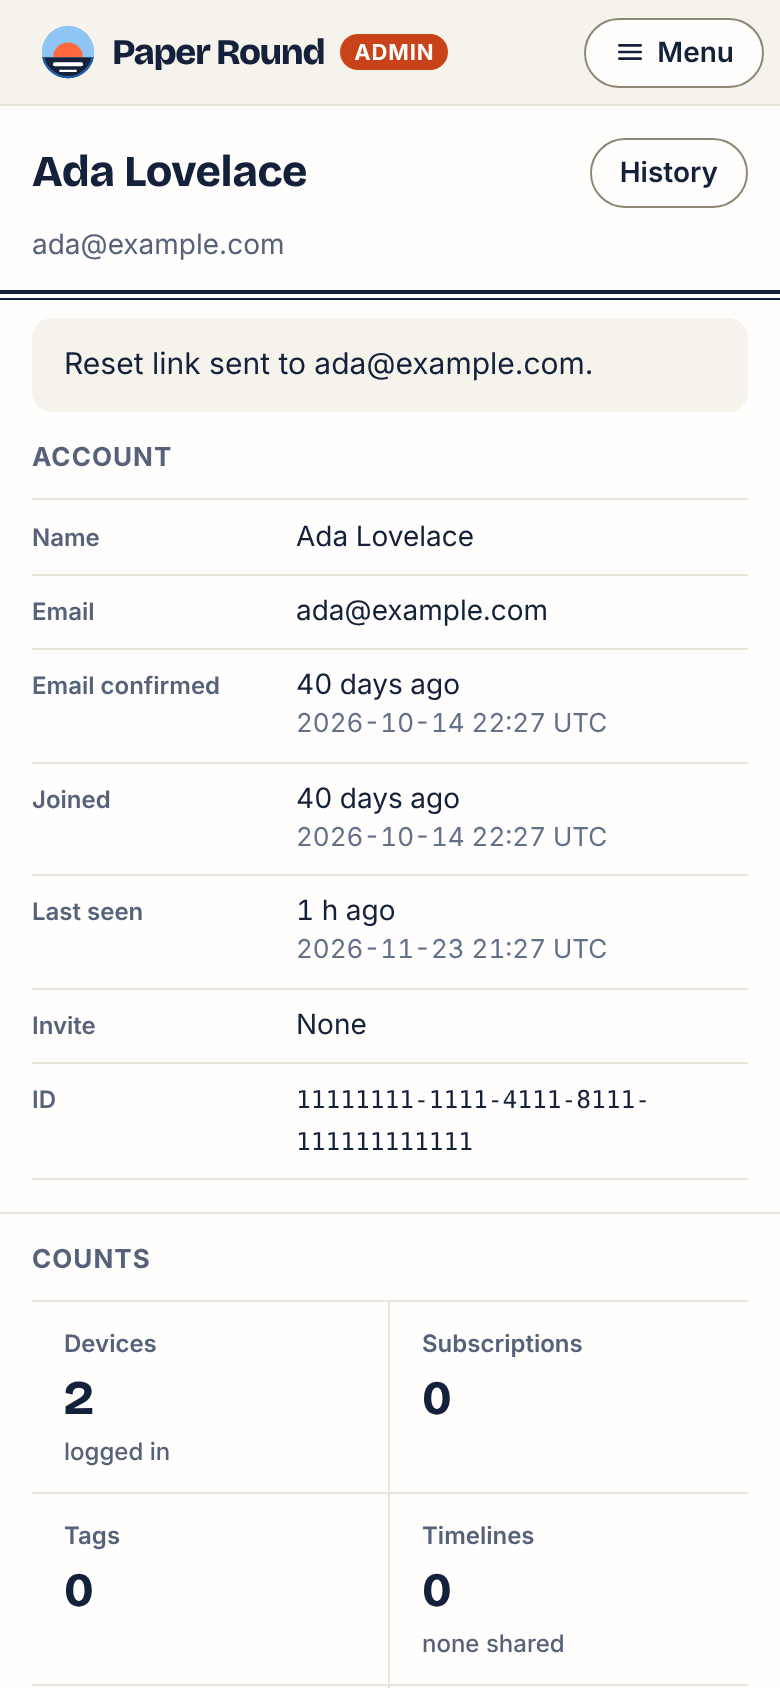 Paper Round ADMIN
Menu
Ada Lovelace
History
ada@example.com
Reset link sent to ada@example.com.
ACCOUNT
Name Ada Lovelace
Email ada@example.com
Email confirmed 40 days ago
2026-10-14 22:27 UTC
Joined 40 days ago
2026-10-14 22:27 UTC
Last seen 1 h ago
2026-11-23 21:27 UTC
Invite None
ID 11111111-1111-4111-8111-
111111111111
COUNTS
Devices
2
logged in
Subscriptions
0
Tags
0
Timelines
0
none shared